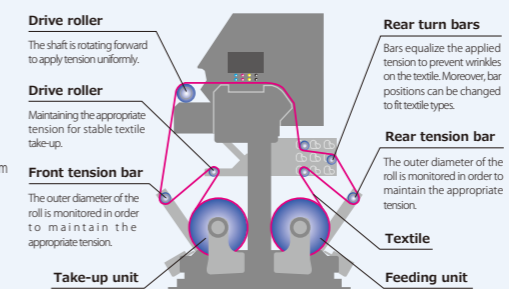 Drive roller
The shaft is rotating forward
to apply tension uniformly.
Drive roller
Maintaining the appropriate
tension for stable textile
take-up.
m
Front tension bar
The outer diameter of the
roll is monitored in order
to maintain the
appropriate tension.
Take-up unit
Rear turn bars
Bars equalize the applied
tension to prevent wrinkles
on the textile. Moreover, bar
positions can be changed
to fit textile types.
Rear tension bar
The outer diameter of the
roll is monitored in order to
maintain the appropriate
tension.
Textile
Feeding unit